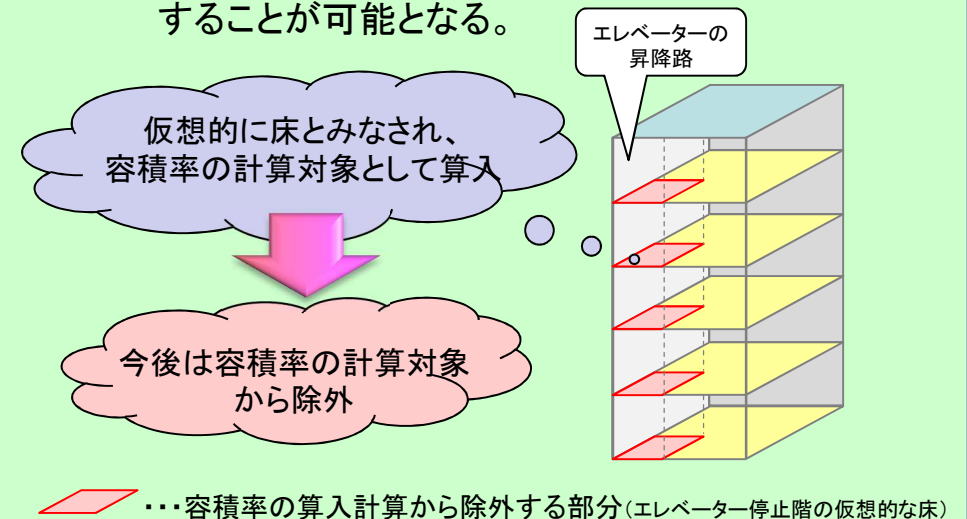 することが可能となる。
エレベーターの
昇降路
仮想的に床とみなされ、
容積率の計算対象として算入
今後は容積率の計算対象
から除外
・・・容積率の算入計算から除外する部分(エレベーター停止階の仮想的な床)